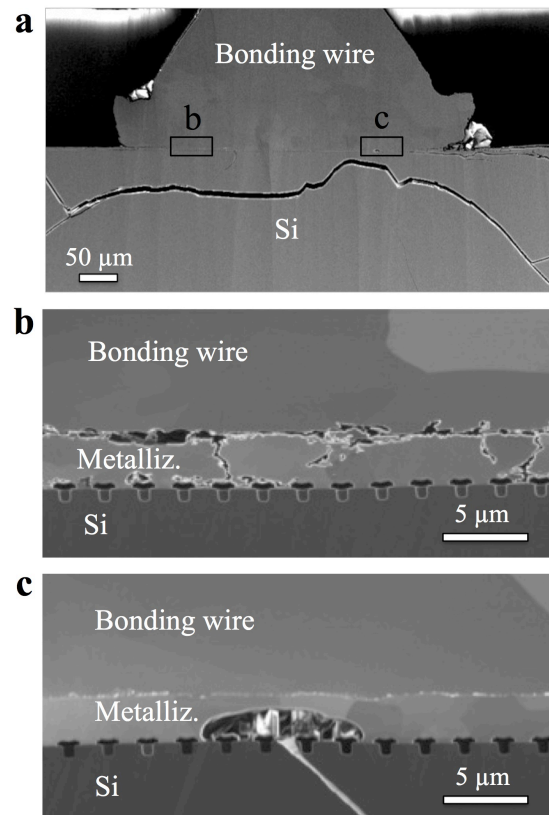 a
Bonding wire
b
c
Si
50 µm
b
Bonding wire
Metalliz.
Si
5 µm
c
Bonding wire
Metalliz.
Si
5 µm